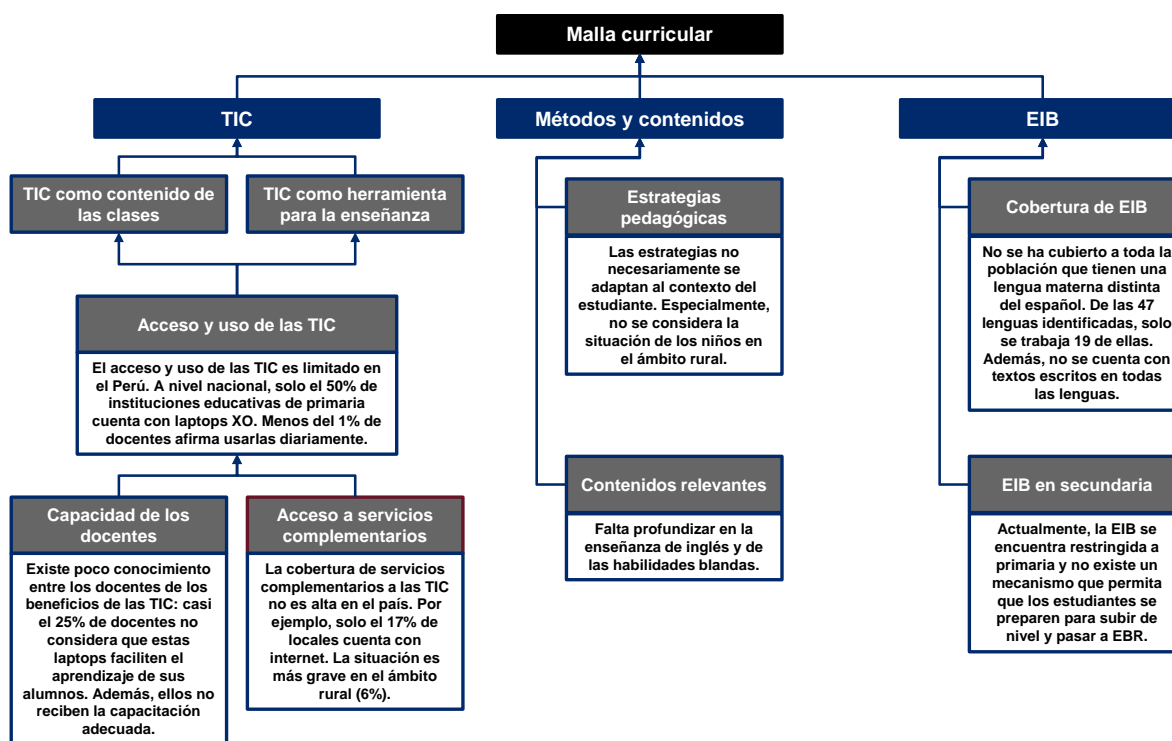 Malla curricular
TIC
Métodos y contenidos
EIB
TIC como contenido de
las clases
TIC como herramienta
para la enseñanza
Acceso y uso de las TIC
El acceso y uso de las TIC es limitado en
el Perú. A nivel nacional, solo el 50% de
instituciones educativas de primaria
cuenta con laptops XO. Menos del 1% de
docentes afirma usarlas diariamente.
Capacidad de los
docentes
Existe poco conocimiento
entre los docentes de los
beneficios de las TIC: casi
el 25% de docentes no
considera que estas
laptops faciliten el
aprendizaje de sus
alumnos. Además, ellos no
reciben la capacitación
adecuada.
Acceso a servicios
complementarios
La cobertura de servicios
complementarios a las TIC
no es alta en el país. Por
ejemplo, solo el 17% de
locales cuenta con
internet. La situación es
más grave en el ámbito
rural (6%).
Estrategias
pedagógicas
Las estrategias no
necesariamente se
adaptan al contexto del
estudiante. Especialmente,
no se considera la
situación de los niños en
el ámbito rural.
Contenidos relevantes
Falta profundizar en la
enseñanza de inglés y de
las habilidades blandas.
Cobertura de EIB
No se ha cubierto a toda la
población que tienen una
lengua materna distinta
del español. De las 47
lenguas identificadas, solo
se trabaja 19 de ellas.
Además, no se cuenta con
textos escritos en todas
las lenguas.
EIB en secundaria
Actualmente, la EIB se
encuentra restringida a
primaria y no existe un
mecanismo que permita
que los estudiantes se
preparen para subir de
nivel y pasar a EBR.